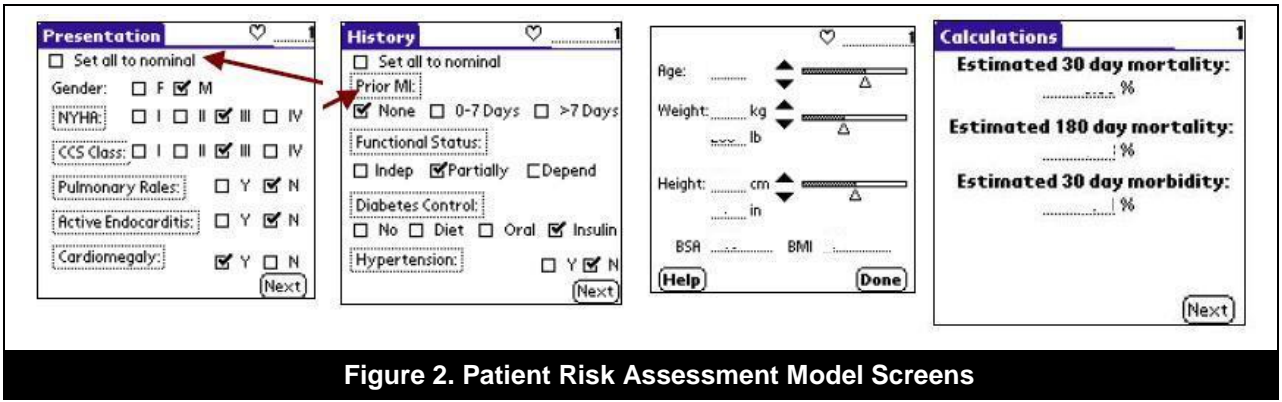 Presentation 1
Set all to nominal
Gender: F M
NYHA: I II III IV
CCS Class: I II III IV
Pulmonary Rales: Y N
Active Endocarditis: Y N
Cardiomegaly: Y N
Next
History 1
Set all to nominal
Prior MI:
None 0-7 Days >7 Days
Functional Status:
Indep Partially Depend
Diabetes Control:
No Diet Oral Insulin
Hypertension: Y N
Next
1
Age:
Weight: kg
lb
Height: cm
in
BSA BMI
Help Done
Calculations 1
Estimated 30 day mortality:
%
Estimated 180 day mortality:
%
Estimated 30 day morbidity:
%
Next
Figure 2. Patient Risk Assessment Model Screens